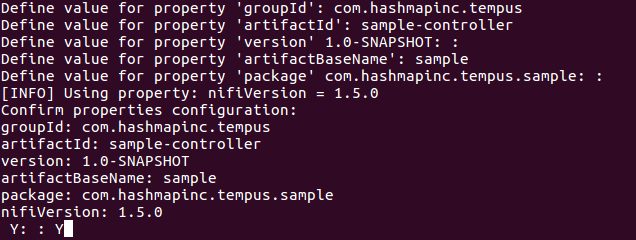 Define value for property 'groupId': com.hashmapinc.tempus
Define value for property 'artifactId': sample-controller
Define value for property 'version' 1.0-SNAPSHOT: :
Define value for property 'artifactBaseName': sample
Define value for property 'package' com.hashmapinc.tempus.sample: :
[INFO] Using property: nifiVersion = 1.5.0
Confirm properties configuration:
groupId: com.hashmapinc.tempus
artifactId: sample-controller
version: 1.0-SNAPSHOT
artifactBaseName: sample
package: com.hashmapinc.tempus.sample
nifiVersion: 1.5.0
 Y: : Y